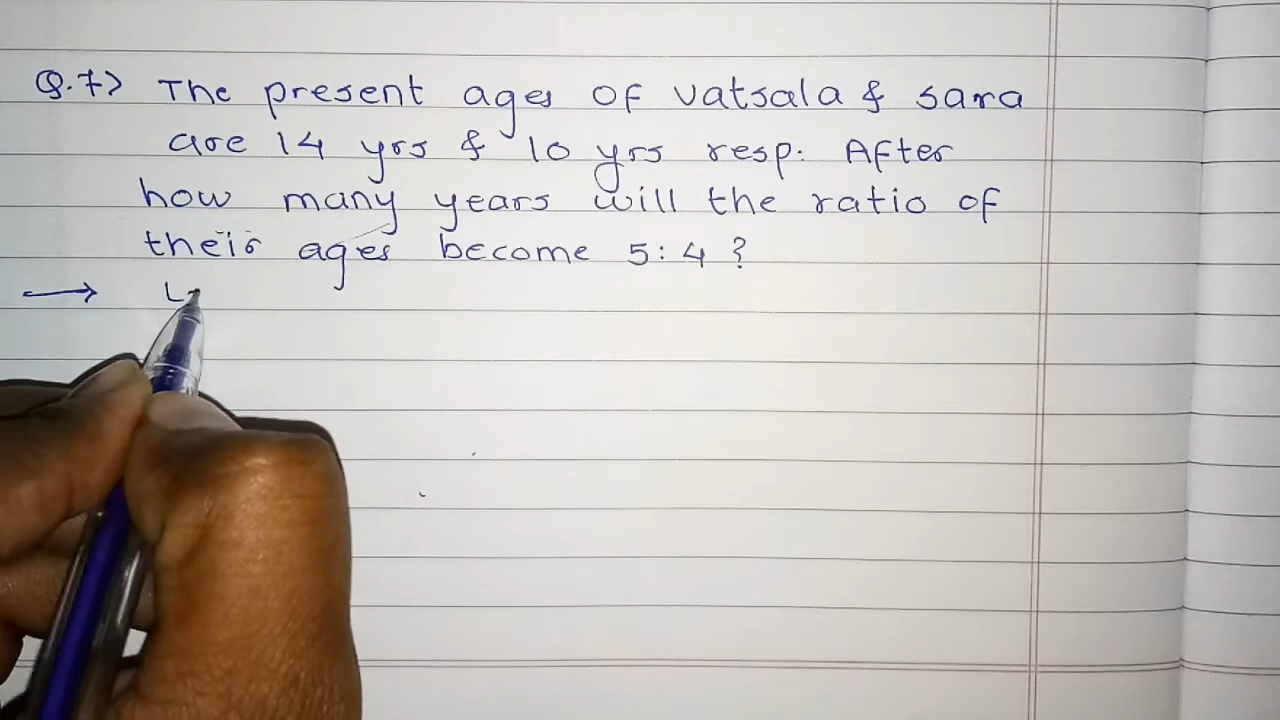 Q.7) The present ages of vatsala & sara
are 14 yrs & 10 yrs resp. After
how many years will the ratio of
their ages become 5:4?
→